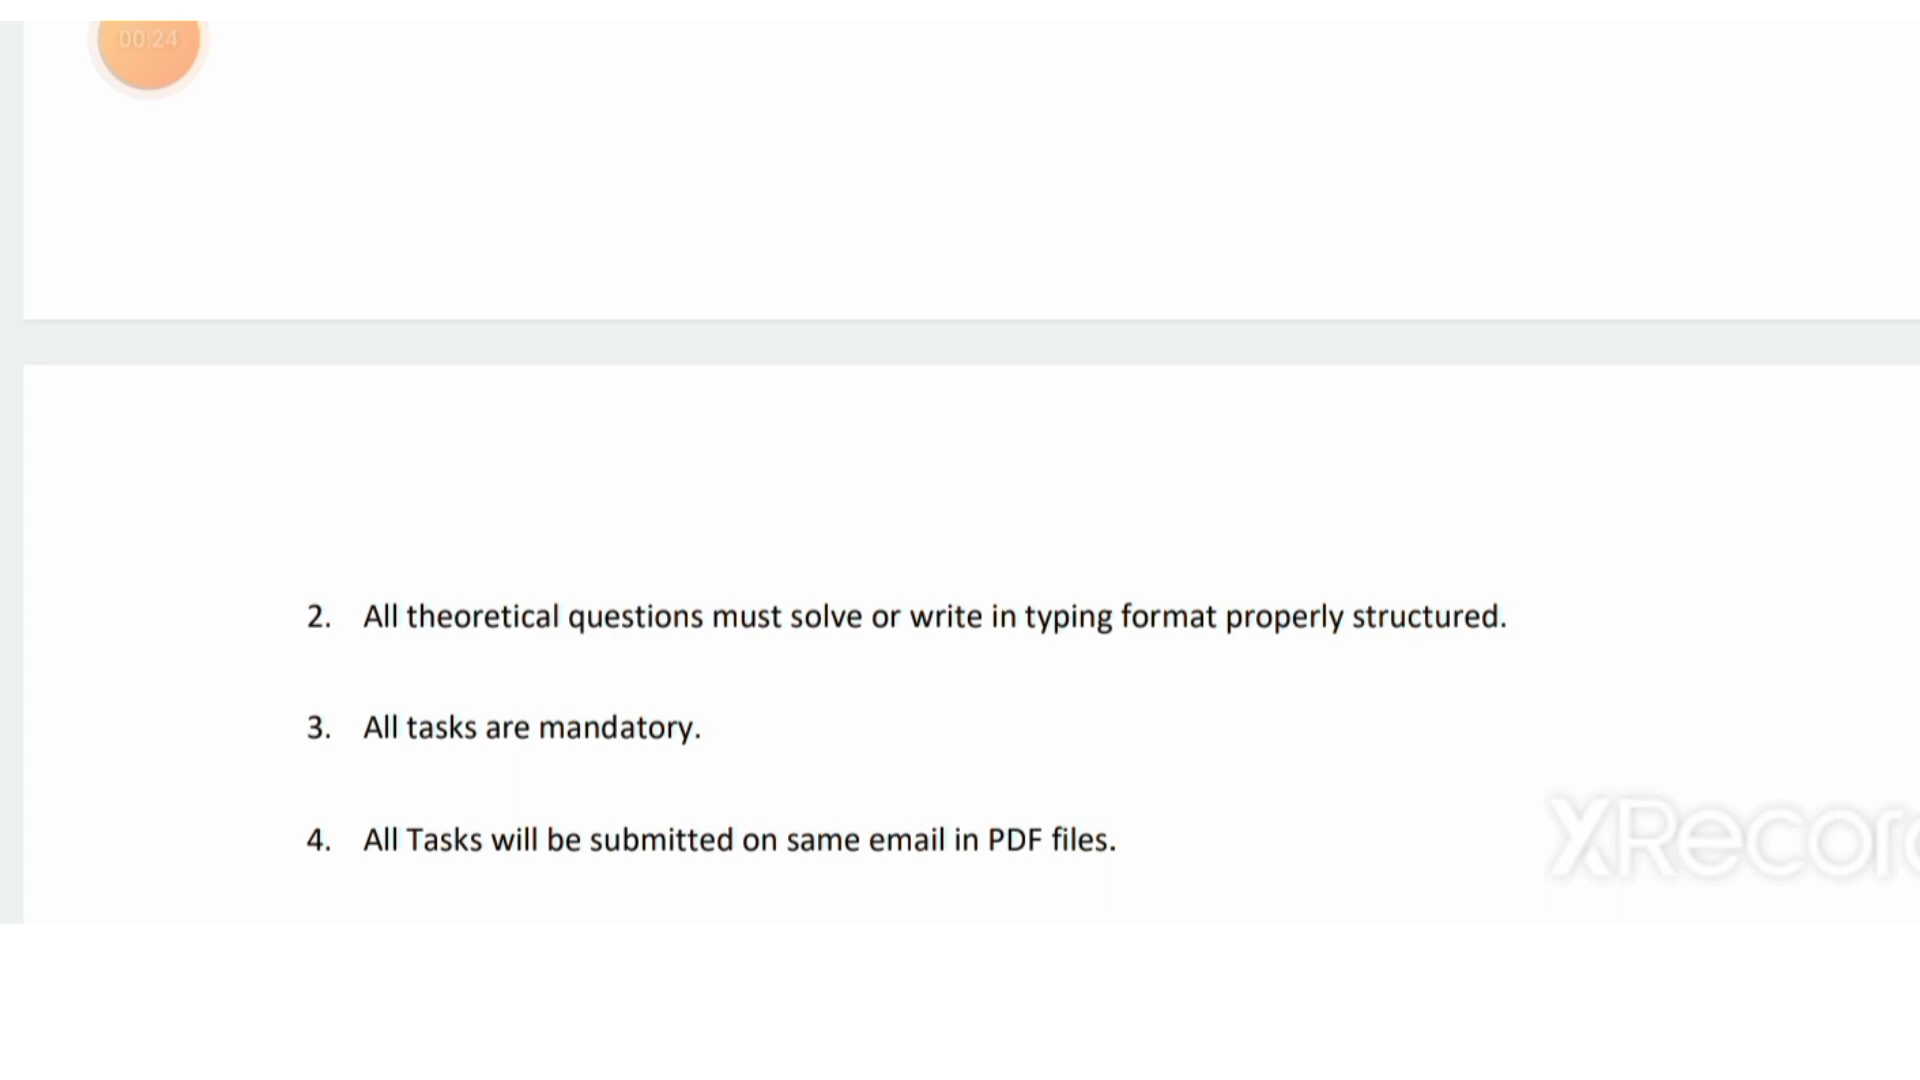 00:24
2. All theoretical questions must solve or write in typing format properly structured.
3. All tasks are mandatory.
4. All Tasks will be submitted on same email in PDF files.
XRecor